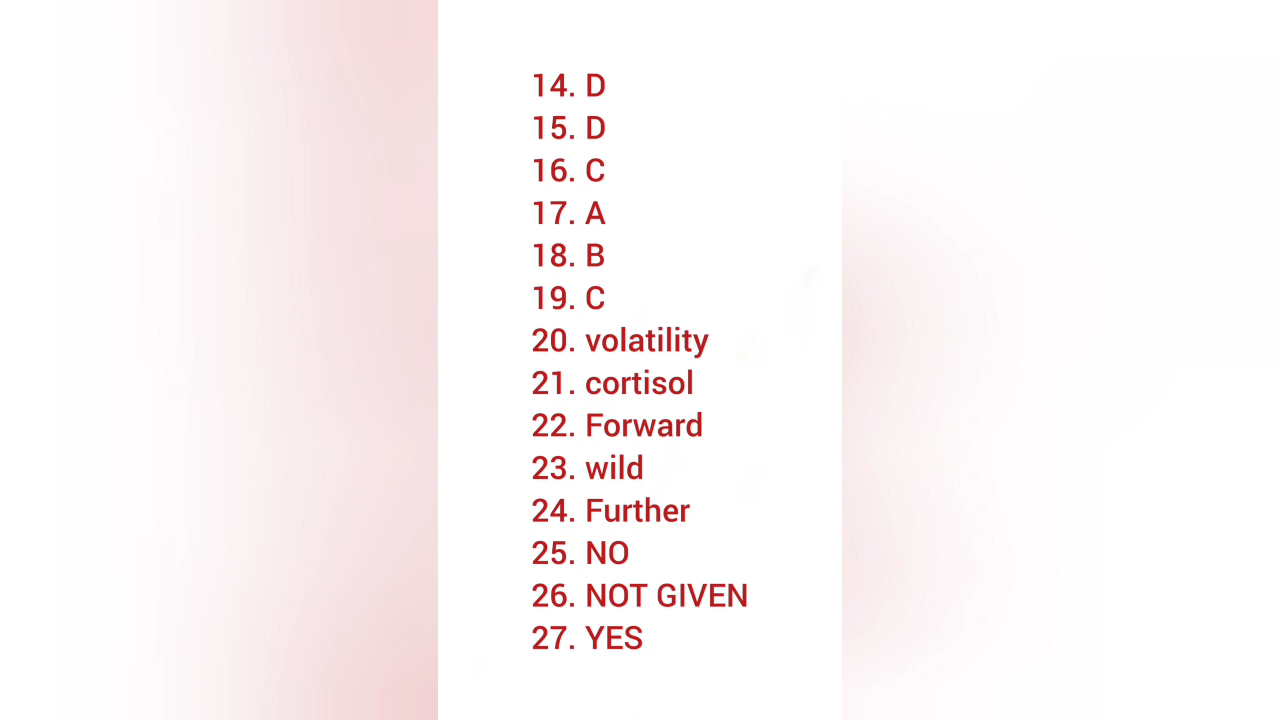 14. D
15. D
16. C
17. A
18. B
19. C
20. volatility
21. cortisol
22. Forward
23. wild
24. Further
25. NO
26. NOT GIVEN
27. YES